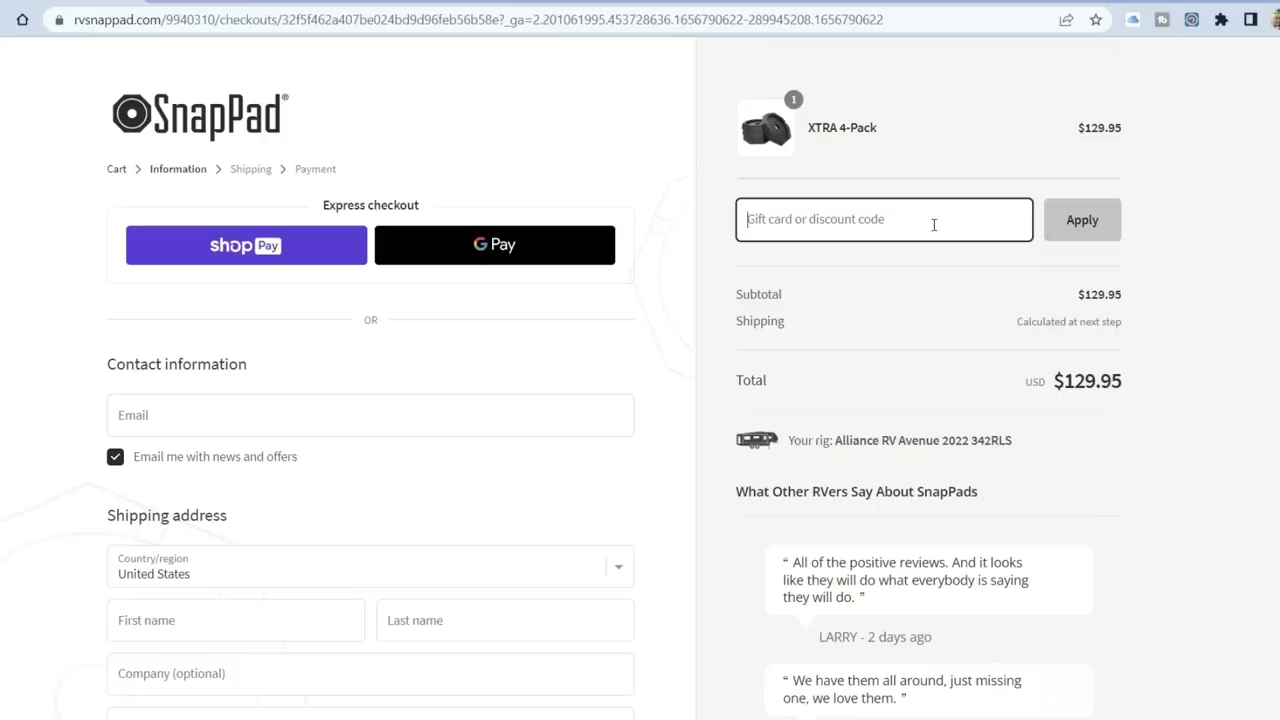 rvsnappad.com/9940310/checkouts/32f5f462a407be024bd9d96feb56b58e?_ga=2.201061995.453728636.1656790622-289945208.1656790622
SnapPad®
Cart > Information > Shipping > Payment
Express checkout
shop Pay
G Pay
OR
Contact information
Email
Email me with news and offers
Shipping address
Country/region
United States
First name
Last name
Company (optional)
1
XTRA 4-Pack $129.95
Gift card or discount code
Apply
Subtotal $129.95
Shipping Calculated at next step
Total USD $129.95
Your rig: Alliance RV Avenue 2022 342RLS
What Other RVers Say About SnapPads
“ All of the positive reviews. And it looks
like they will do what everybody is saying
they will do. ”
LARRY - 2 days ago
“ We have them all around, just missing
one, we love them. ”